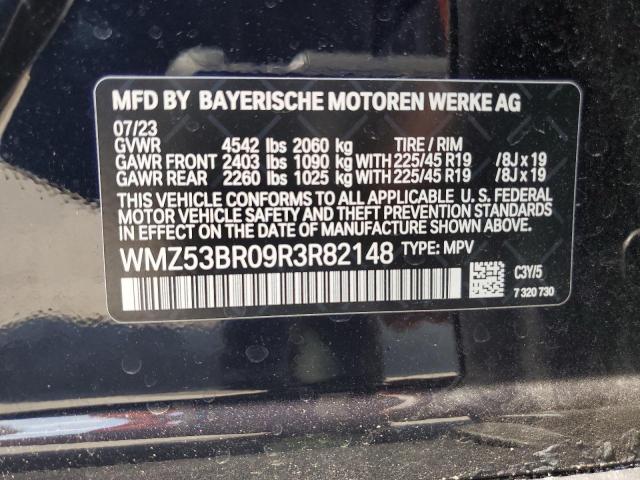 MFD BY BAYERISCHE MOTOREN WERKE AG
07/23
GVWR 4542 lbs 2060 kg TIRE / RIM
GAWR FRONT 2403 lbs 1090 kg WITH 225/45 R19 /8J x 19
GAWR REAR 2260 lbs 1025 kg WITH 225/45 R19 /8J x 19
THIS VEHICLE CONFORMS TO ALL APPLICABLE U. S. FEDERAL
MOTOR VEHICLE SAFETY AND THEFT PREVENTION STANDARDS
IN EFFECT ON THE DATE OF MANUFACTURE SHOWN ABOVE.
WMZ53BR09R3R82148 TYPE: MPV
C3Y/5
7 320 730